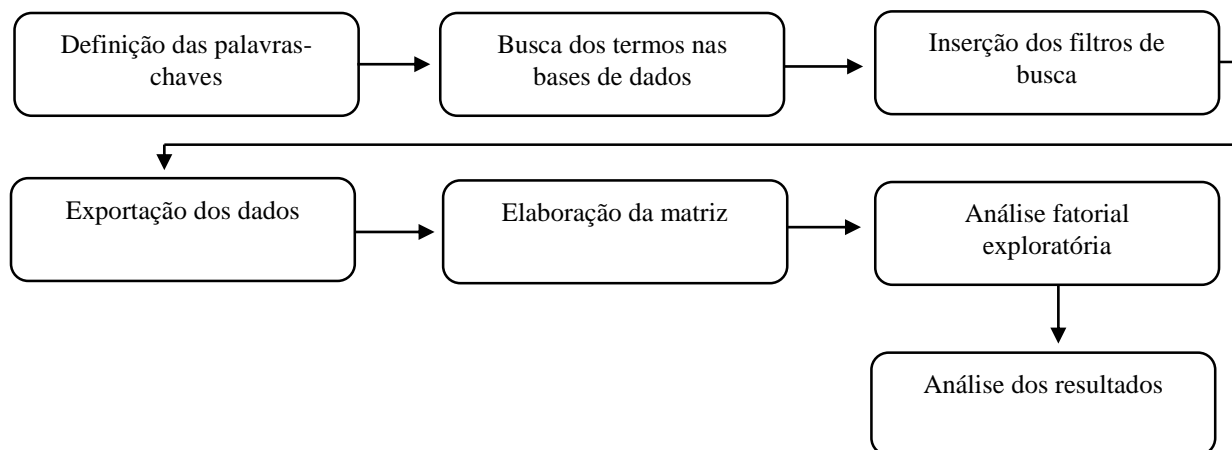 Definição das palavras-
chaves
Busca dos termos nas
bases de dados
Inserção dos filtros de
busca
Exportação dos dados
Elaboração da matriz
Análise fatorial
exploratória
Análise dos resultados